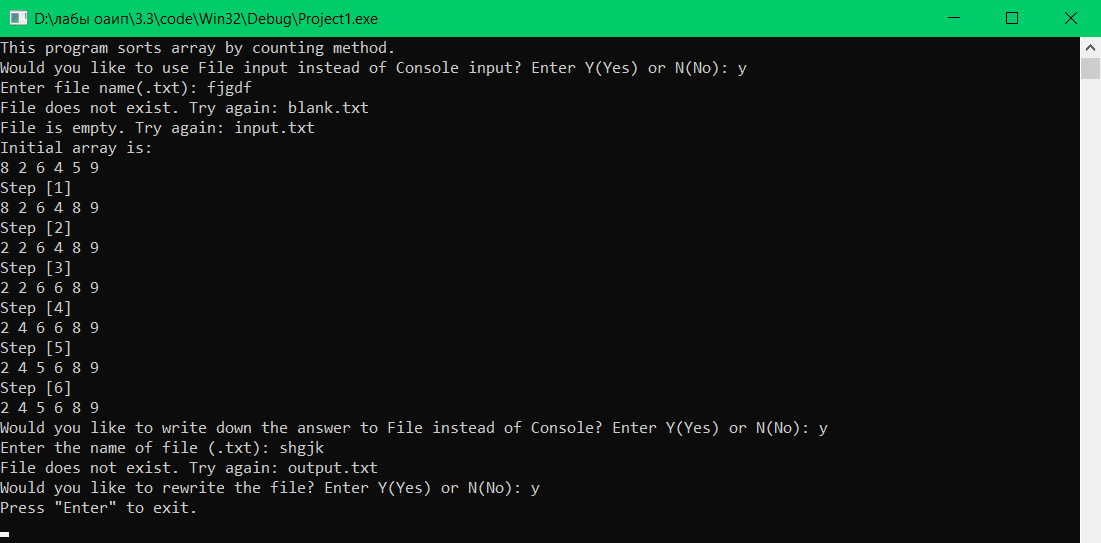 D:\лабы оаип\3.3\code\Win32\Debug\Project1.exe
This program sorts array by counting method.
Would you like to use File input instead of Console input? Enter Y(Yes) or N(No): y
Enter file name(.txt): fjgdf
File does not exist. Try again: blank.txt
File is empty. Try again: input.txt
Initial array is:
8 2 6 4 5 9
Step [1]
8 2 6 4 8 9
Step [2]
2 2 6 4 8 9
Step [3]
2 2 6 6 8 9
Step [4]
2 4 6 6 8 9
Step [5]
2 4 5 6 8 9
Step [6]
2 4 5 6 8 9
Would you like to write down the answer to File instead of Console? Enter Y(Yes) or N(No): y
Enter the name of file (.txt): shgjk
File does not exist. Try again: output.txt
Would you like to rewrite the file? Enter Y(Yes) or N(No): y
Press "Enter" to exit.